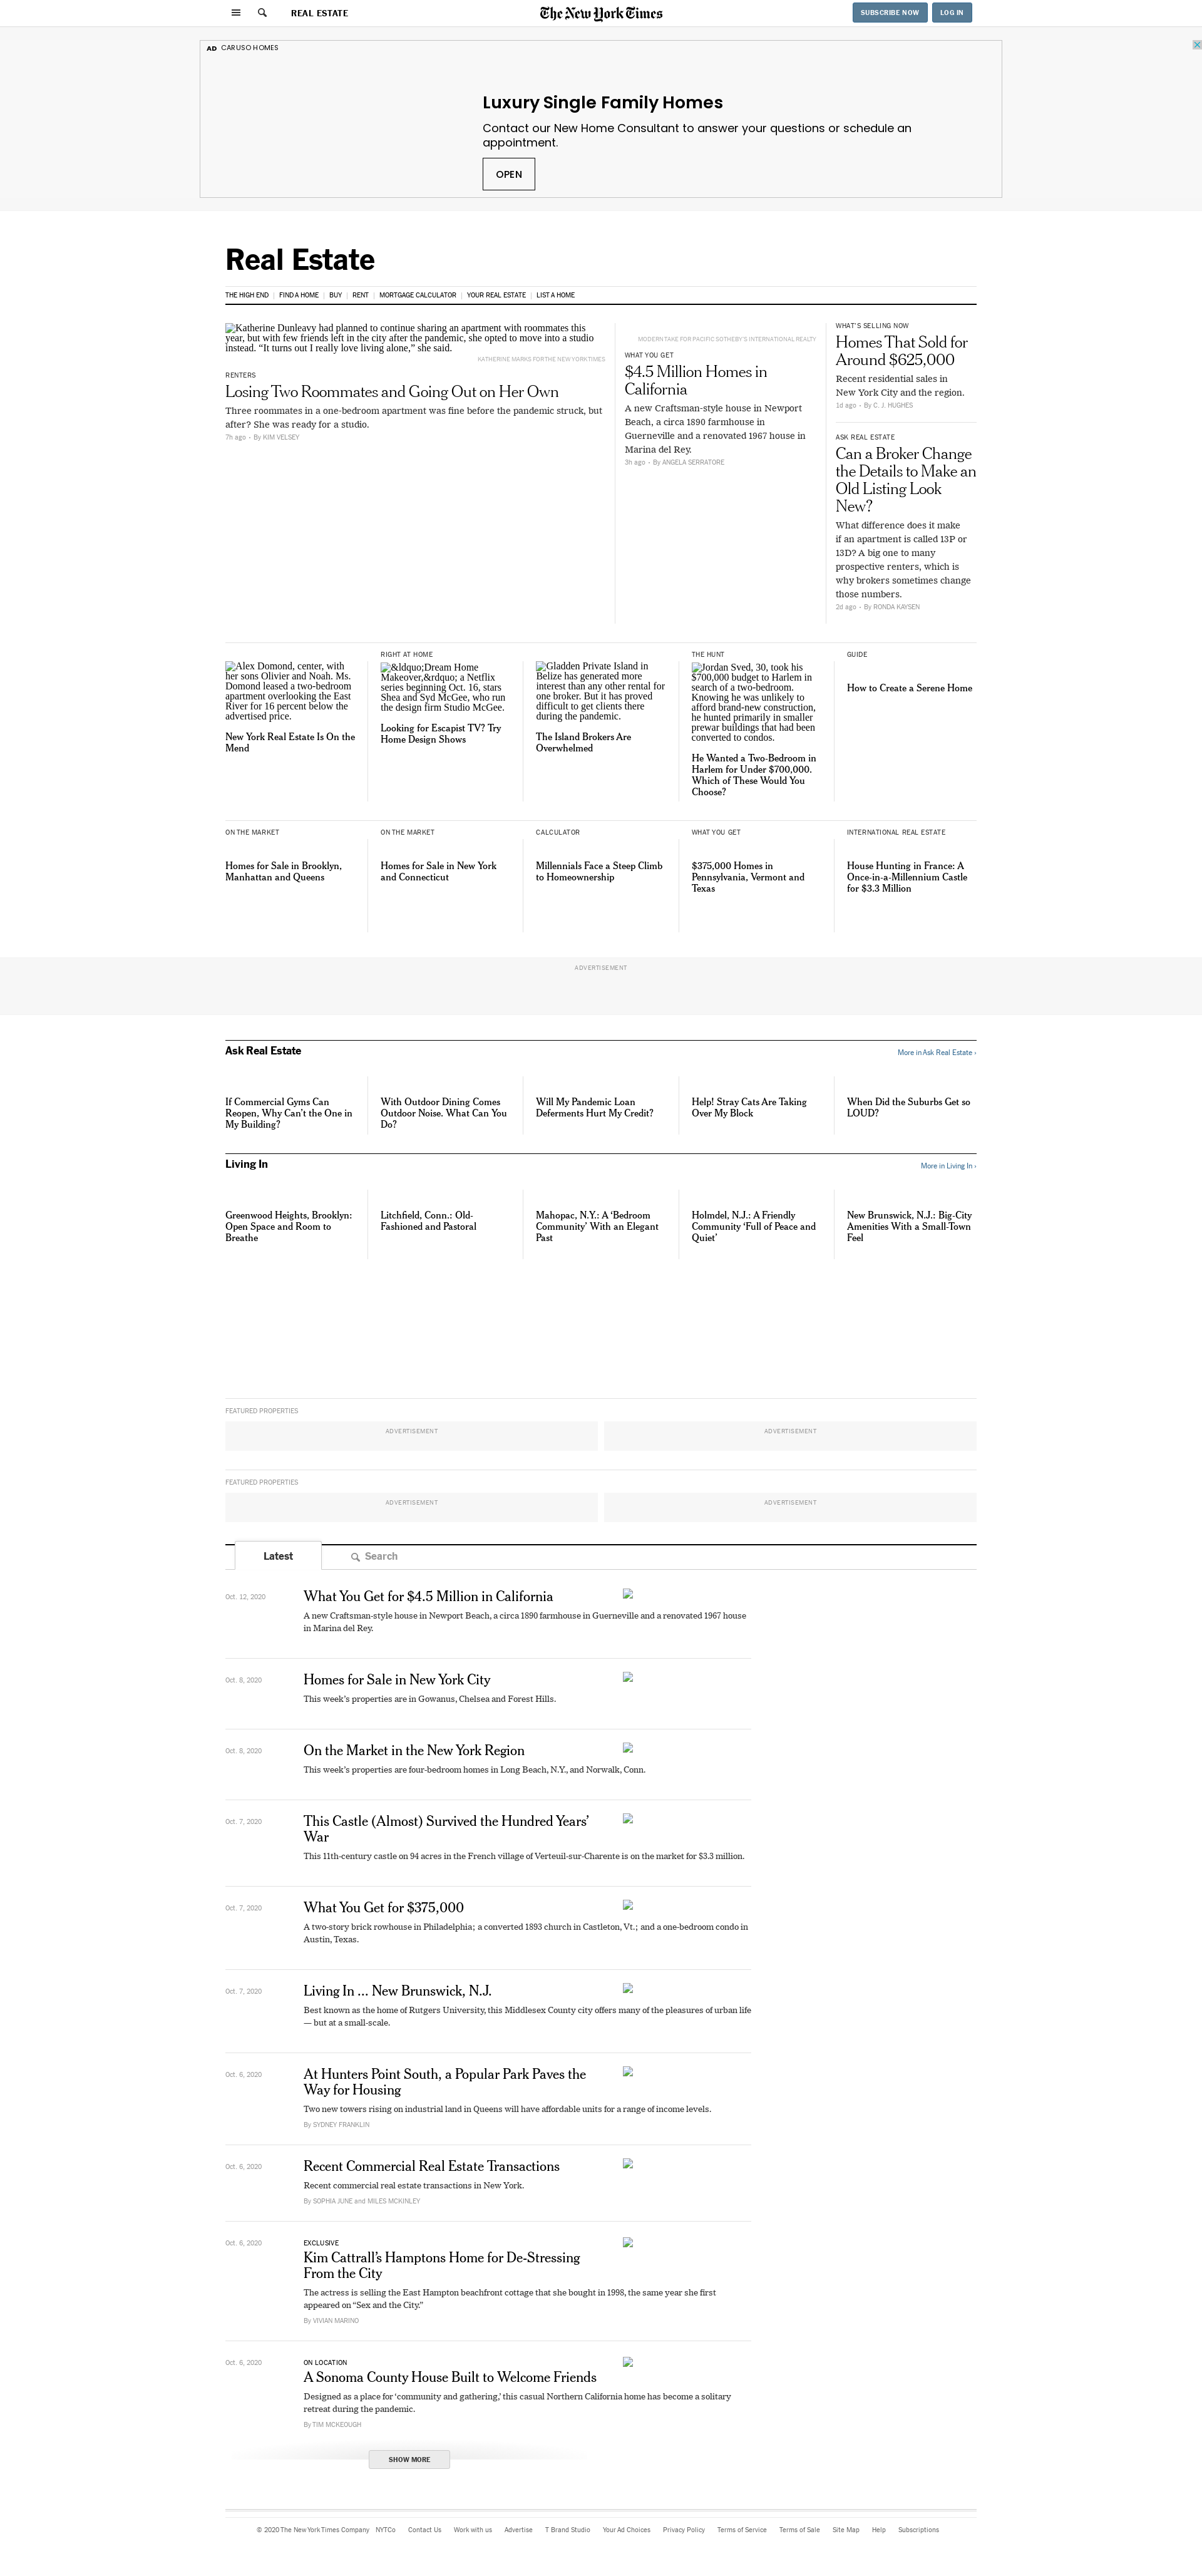 REAL ESTATE
The New York Times
SUBSCRIBE NOW
LOG IN
AD CARUSO HOMES
Luxury Single Family Homes
Contact our New Home Consultant to answer your questions or schedule an
appointment.
OPEN
Real Estate
THE HIGH END | FIND A HOME | BUY | RENT | MORTGAGE CALCULATOR | YOUR REAL ESTATE | LIST A HOME
Katherine Dunleavy had planned to continue sharing an apartment with roommates this
year, but with few friends left in the city after the pandemic, she opted to move into a studio
instead. “It turns out I really love living alone,” she said.
KATHERINE MARKS FOR THE NEW YORK TIMES
RENTERS
Losing Two Roommates and Going Out on Her Own
Three roommates in a one-bedroom apartment was fine before the pandemic struck, but
after? She was ready for a studio.
7h ago - By KIM VELSEY
MODERN TAKE FOR PACIFIC SOTHEBY'S INTERNATIONAL REALTY
WHAT YOU GET
$4.5 Million Homes in
California
A new Craftsman-style house in Newport
Beach, a circa 1890 farmhouse in
Guerneville and a renovated 1967 house in
Marina del Rey.
3h ago - By ANGELA SERRATORE
WHAT'S SELLING NOW
Homes That Sold for
Around $625,000
Recent residential sales in
New York City and the region.
1d ago - By C. J. HUGHES
ASK REAL ESTATE
Can a Broker Change
the Details to Make an
Old Listing Look
New?
What difference does it make
if an apartment is called 13P or
13D? A big one to many
prospective renters, which is
why brokers sometimes change
those numbers.
2d ago - By RONDA KAYSEN
Alex Domond, center, with
her sons Olivier and Noah. Ms.
Domond leased a two-bedroom
apartment overlooking the East
River for 16 percent below the
advertised price.
New York Real Estate Is On the
Mend
RIGHT AT HOME
&ldquo;Dream Home
Makeover,&rdquo; a Netflix
series beginning Oct. 16, stars
Shea and Syd McGee, who run
the design firm Studio McGee.
Looking for Escapist TV? Try
Home Design Shows
Gladden Private Island in
Belize has generated more
interest than any other rental for
one broker. But it has proved
difficult to get clients there
during the pandemic.
The Island Brokers Are
Overwhelmed
THE HUNT
Jordan Sved, 30, took his
$700,000 budget to Harlem in
search of a two-bedroom.
Knowing he was unlikely to
afford brand-new construction,
he hunted primarily in smaller
prewar buildings that had been
converted to condos.
He Wanted a Two-Bedroom in
Harlem for Under $700,000.
Which of These Would You
Choose?
GUIDE
How to Create a Serene Home
ON THE MARKET
Homes for Sale in Brooklyn,
Manhattan and Queens
ON THE MARKET
Homes for Sale in New York
and Connecticut
CALCULATOR
Millennials Face a Steep Climb
to Homeownership
WHAT YOU GET
$375,000 Homes in
Pennsylvania, Vermont and
Texas
INTERNATIONAL REAL ESTATE
House Hunting in France: A
Once-in-a-Millennium Castle
for $3.3 Million
ADVERTISEMENT
Ask Real Estate
More in Ask Real Estate ›
If Commercial Gyms Can
Reopen, Why Can't the One in
My Building?
With Outdoor Dining Comes
Outdoor Noise. What Can You
Do?
Will My Pandemic Loan
Deferments Hurt My Credit?
Help! Stray Cats Are Taking
Over My Block
When Did the Suburbs Get so
LOUD?
Living In
More in Living In ›
Greenwood Heights, Brooklyn:
Open Space and Room to
Breathe
Litchfield, Conn.: Old-
Fashioned and Pastoral
Mahopac, N.Y.: A ‘Bedroom
Community’ With an Elegant
Past
Holmdel, N.J.: A Friendly
Community ‘Full of Peace and
Quiet’
New Brunswick, N.J.: Big-City
Amenities With a Small-Town
Feel
FEATURED PROPERTIES
ADVERTISEMENT
ADVERTISEMENT
FEATURED PROPERTIES
ADVERTISEMENT
ADVERTISEMENT
Latest
Search
Oct. 12, 2020
What You Get for $4.5 Million in California
A new Craftsman-style house in Newport Beach, a circa 1890 farmhouse in Guerneville and a renovated 1967 house
in Marina del Rey.
Oct. 8, 2020
Homes for Sale in New York City
This week's properties are in Gowanus, Chelsea and Forest Hills.
Oct. 8, 2020
On the Market in the New York Region
This week's properties are four-bedroom homes in Long Beach, N.Y., and Norwalk, Conn.
Oct. 7, 2020
This Castle (Almost) Survived the Hundred Years’
War
This 11th-century castle on 94 acres in the French village of Verteuil-sur-Charente is on the market for $3.3 million.
Oct. 7, 2020
What You Get for $375,000
A two-story brick rowhouse in Philadelphia; a converted 1893 church in Castleton, Vt.; and a one-bedroom condo in
Austin, Texas.
Oct. 7, 2020
Living In ... New Brunswick, N.J.
Best known as the home of Rutgers University, this Middlesex County city offers many of the pleasures of urban life
— but at a small-scale.
Oct. 6, 2020
At Hunters Point South, a Popular Park Paves the
Way for Housing
Two new towers rising on industrial land in Queens will have affordable units for a range of income levels.
By SYDNEY FRANKLIN
Oct. 6, 2020
Recent Commercial Real Estate Transactions
Recent commercial real estate transactions in New York.
By SOPHIA JUNE and MILES MCKINLEY
Oct. 6, 2020
EXCLUSIVE
Kim Cattrall’s Hamptons Home for De-Stressing
From the City
The actress is selling the East Hampton beachfront cottage that she bought in 1998, the same year she first
appeared on “Sex and the City.”
By VIVIAN MARINO
Oct. 6, 2020
ON LOCATION
A Sonoma County House Built to Welcome Friends
Designed as a place for ‘community and gathering,’ this casual Northern California home has become a solitary
retreat during the pandemic.
By TIM MCKEOUGH
SHOW MORE
© 2020 The New York Times Company NYTCo Contact Us Work with us Advertise T Brand Studio Your Ad Choices Privacy Policy Terms of Service Terms of Sale Site Map Help Subscriptions